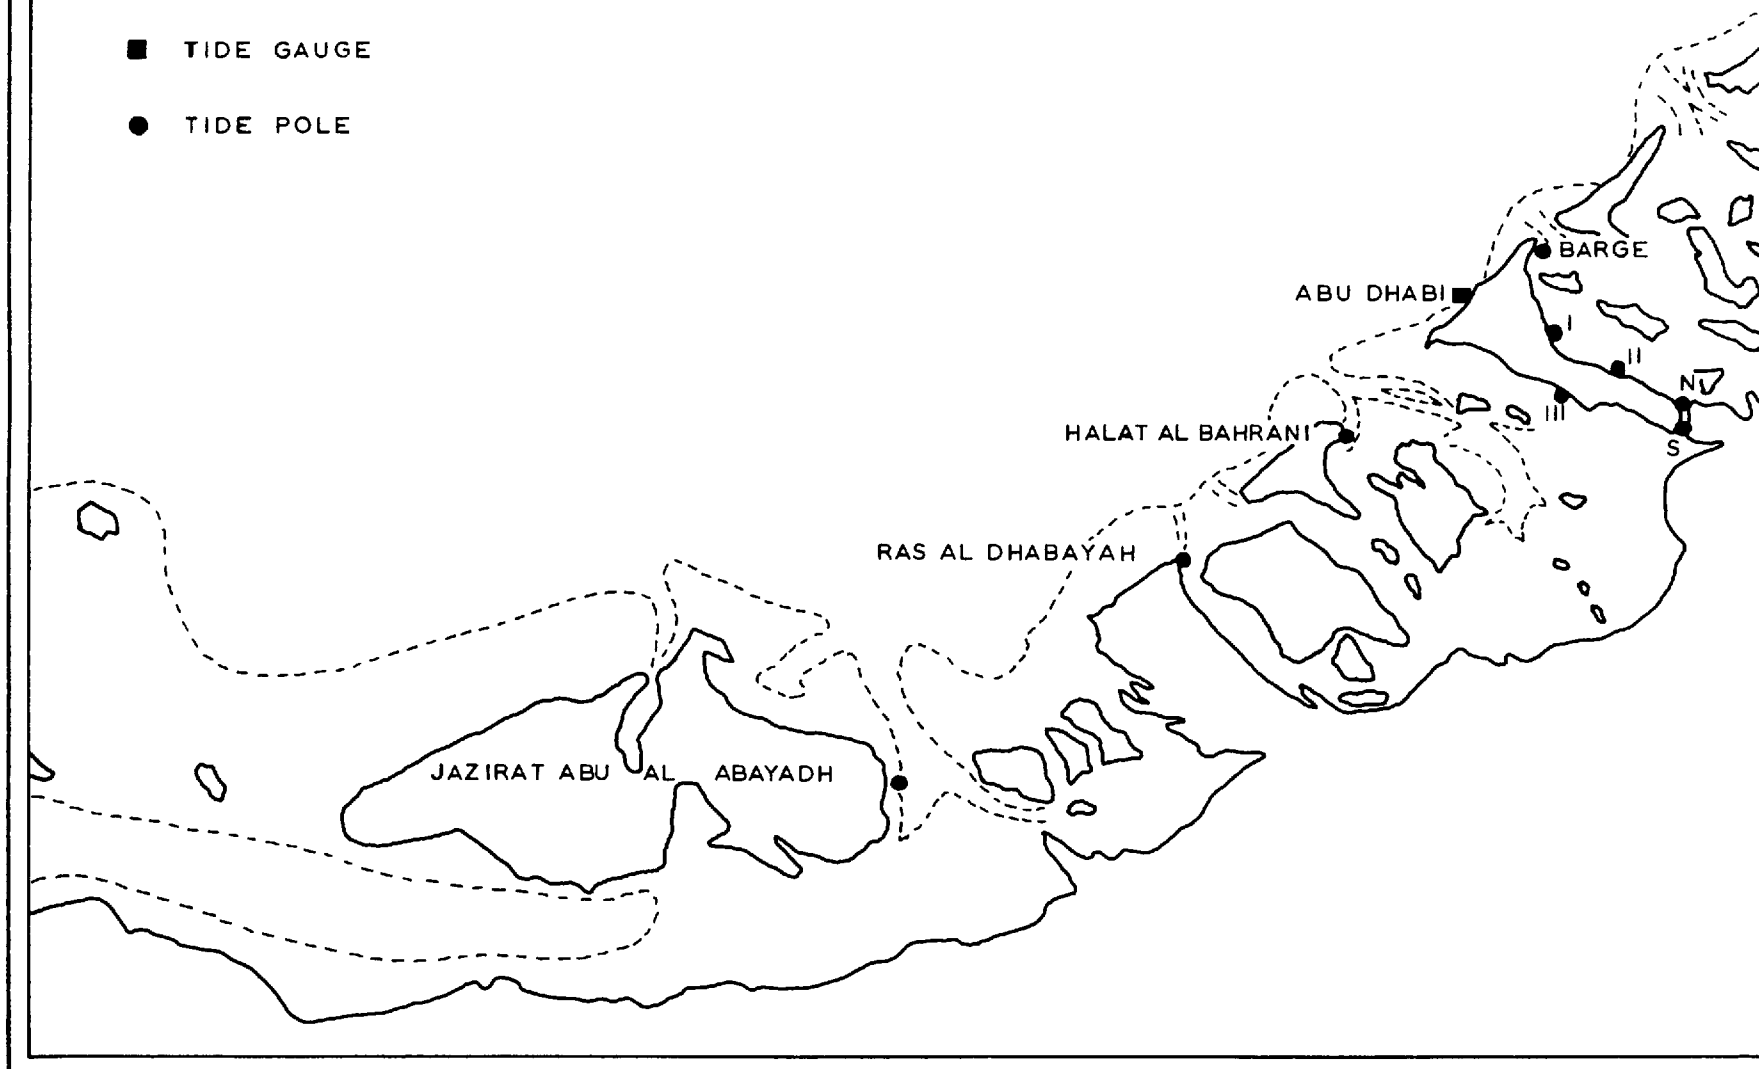 TIDE GAUGE
TIDE POLE
BARGE
ABU DHABI
I
II
N
III
HALAT AL BAHRANI
S
RAS AL DHABAYAH
JAZIRAT ABU AL ABAYADH